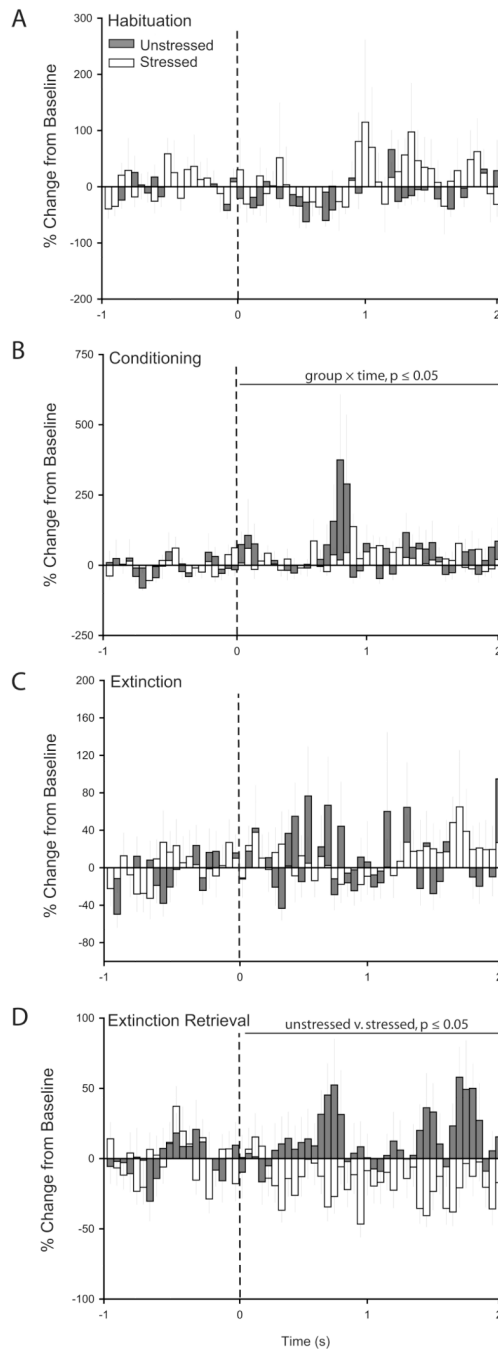 A
Habituation
Unstressed
Stressed
% Change from Baseline
300
200
100
0
-100
-200
-1
0
1
2
B
Conditioning
group × time, p ≤ 0.05
% Change from Baseline
750
500
250
0
-250
-1
0
1
2
C
Extinction
% Change from Baseline
200
160
120
80
40
0
-40
-80
-1
0
1
2
D
Extinction Retrieval
unstressed v. stressed, p ≤ 0.05
% Change from Baseline
100
50
0
-50
-100
-1
0
1
2
Time (s)